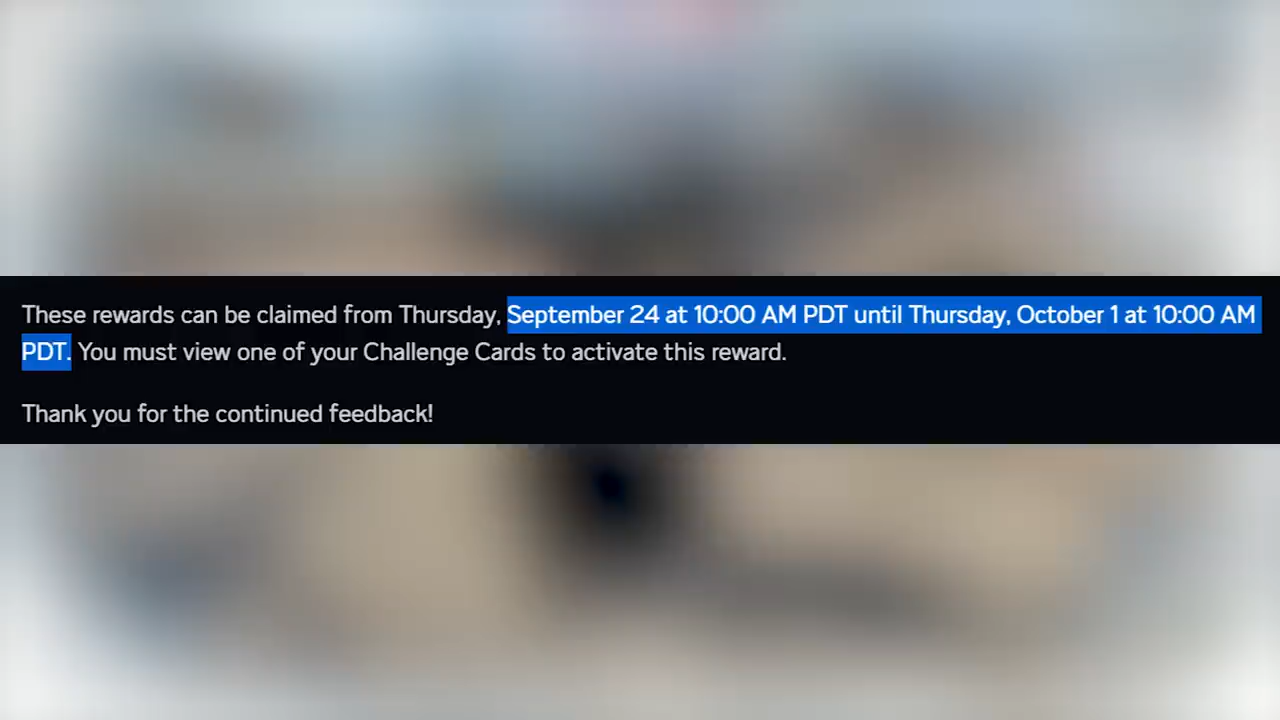 These rewards can be claimed from Thursday, September 24 at 10:00 AM PDT until Thursday, October 1 at 10:00 AM
PDT. You must view one of your Challenge Cards to activate this reward.
Thank you for the continued feedback!